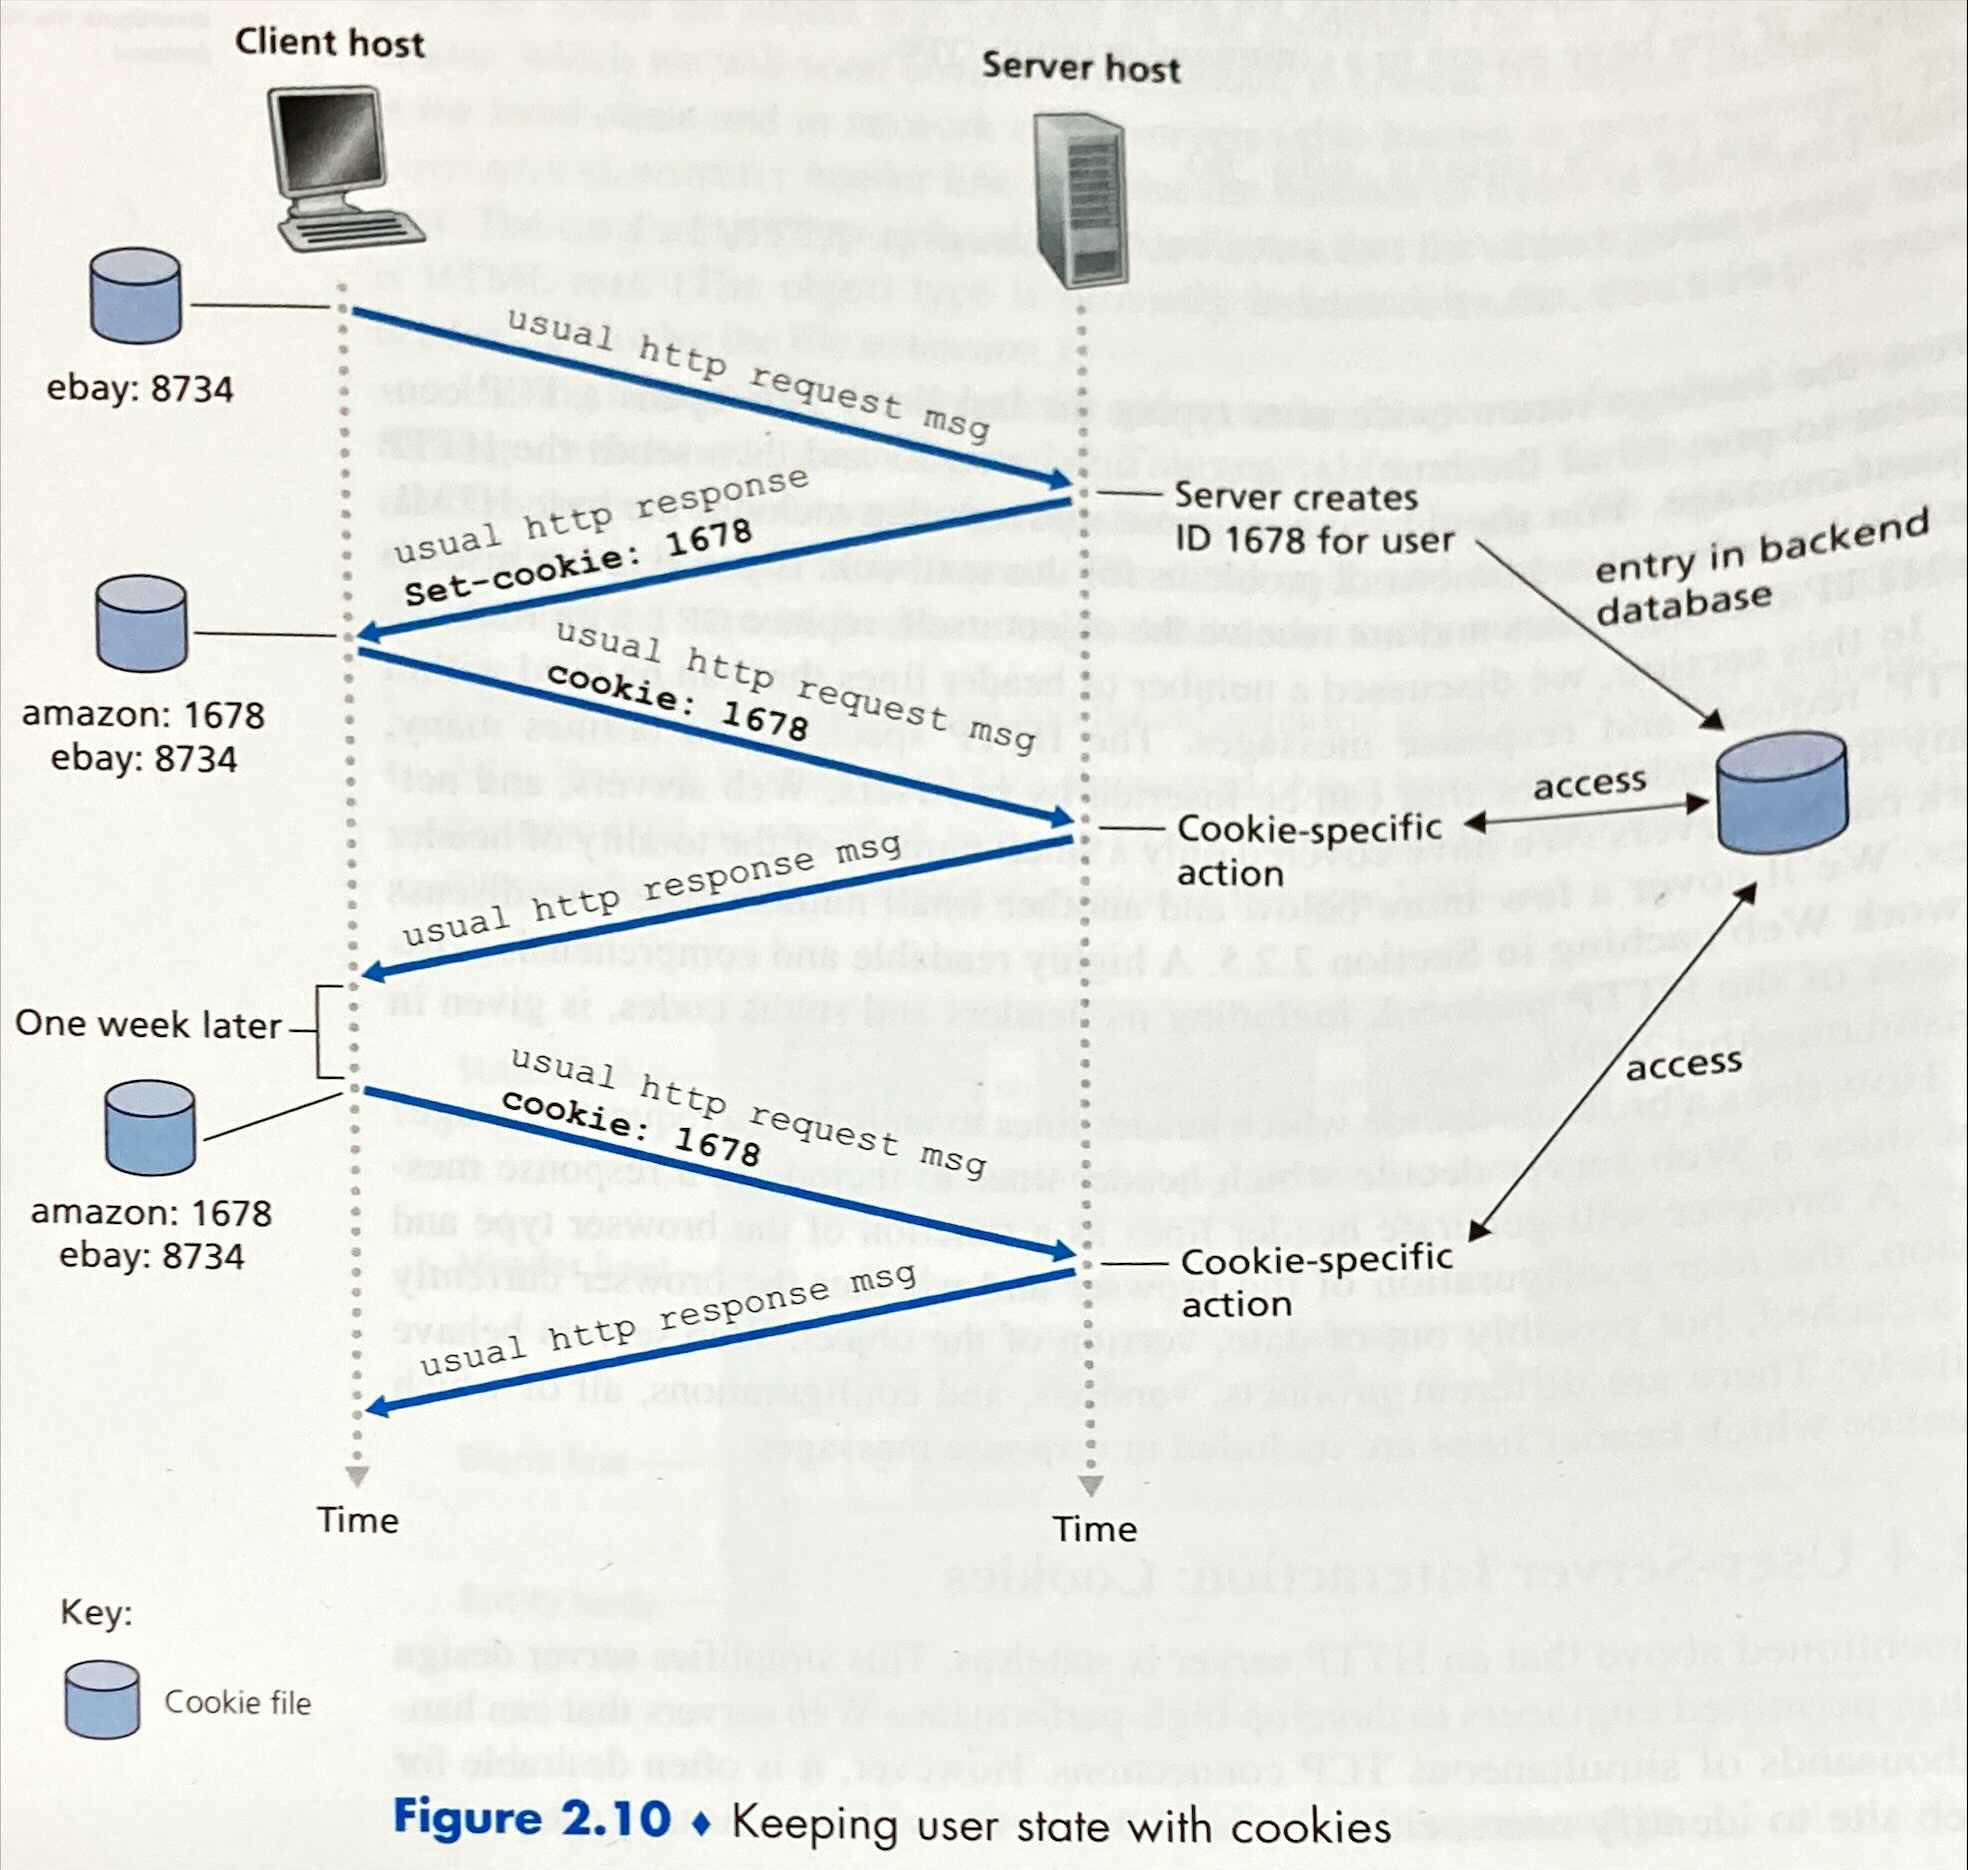 Client host
Server host
ebay: 8734
usual http request msg
Server creates
ID 1678 for user
entry in backend
database
usual http response
Set-cookie: 1678
amazon: 1678
ebay: 8734
usual http request msg
cookie: 1678
access
Cookie-specific
action
usual http response msg
One week later
access
usual http request msg
cookie: 1678
amazon: 1678
ebay: 8734
Cookie-specific
action
usual http response msg
Time
Time
Key:
Cookie file
Figure 2.10 ♦ Keeping user state with cookies